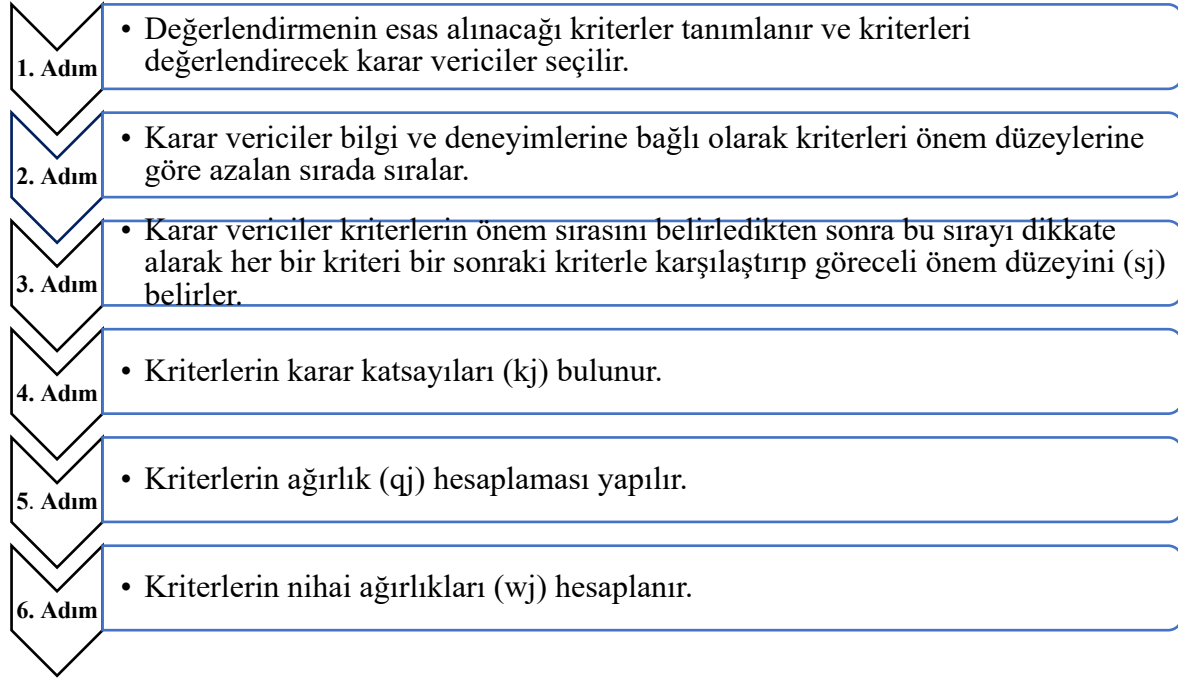 1. Adım
• Değerlendirmenin esas alınacağı kriterler tanımlanır ve kriterleri
değerlendirecek karar vericiler seçilir.
2. Adım
• Karar vericiler bilgi ve deneyimlerine bağlı olarak kriterleri önem düzeylerine
göre azalan sırada sıralar.
3. Adım
• Karar vericiler kriterlerin önem sırasını belirledikten sonra bu sırayı dikkate
alarak her bir kriteri bir sonraki kriterle karşılaştırıp göreceli önem düzeyini (sj)
belirler.
4. Adım
• Kriterlerin karar katsayıları (kj) bulunur.
5. Adım
• Kriterlerin ağırlık (qj) hesaplaması yapılır.
6. Adım
• Kriterlerin nihai ağırlıkları (wj) hesaplanır.